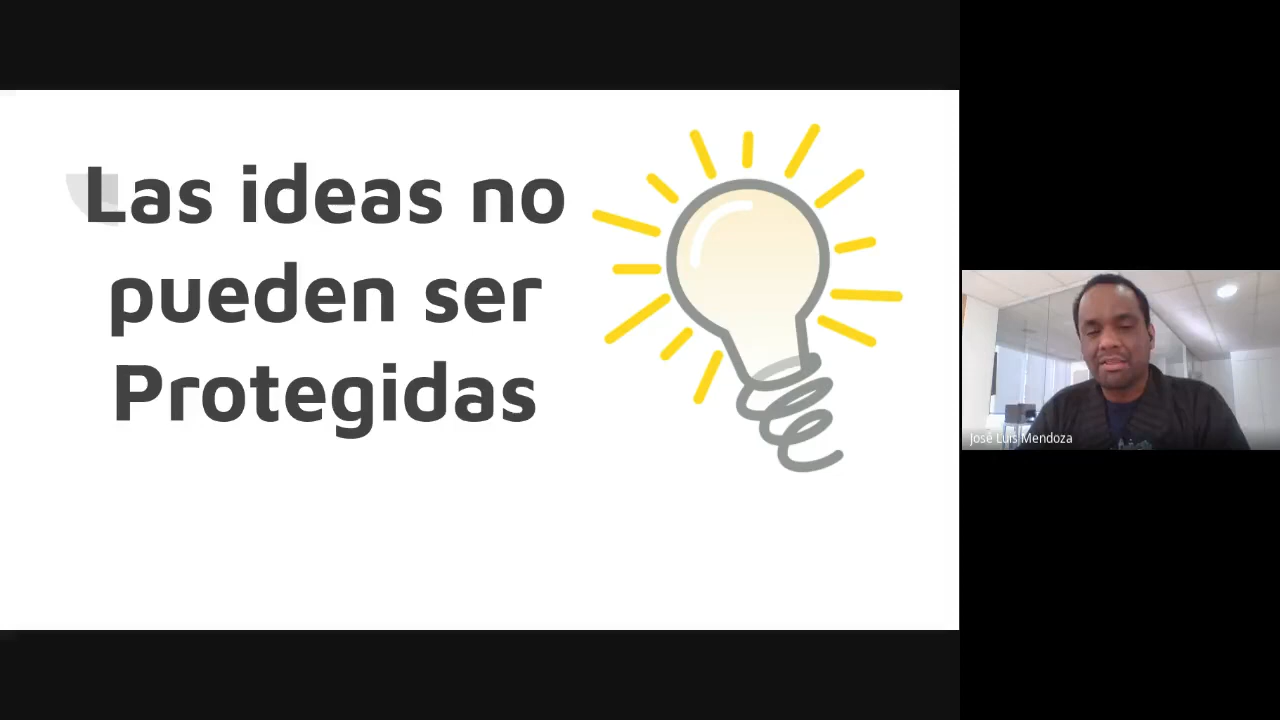 Las ideas no
pueden ser
Protegidas
José Luis Mendoza